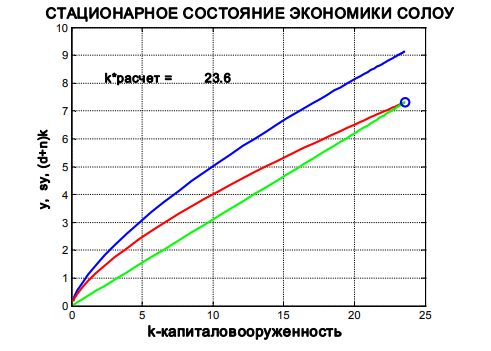 СТАЦИОНАРНОЕ СОСТОЯНИЕ ЭКОНОМИКИ СОЛОУ
10
9
8
7
6
5
4
3
2
1
0
k*расчет = 23.6
y, sy, (d+n)k
0 5 10 15 20 25
k-капиталовооруженность